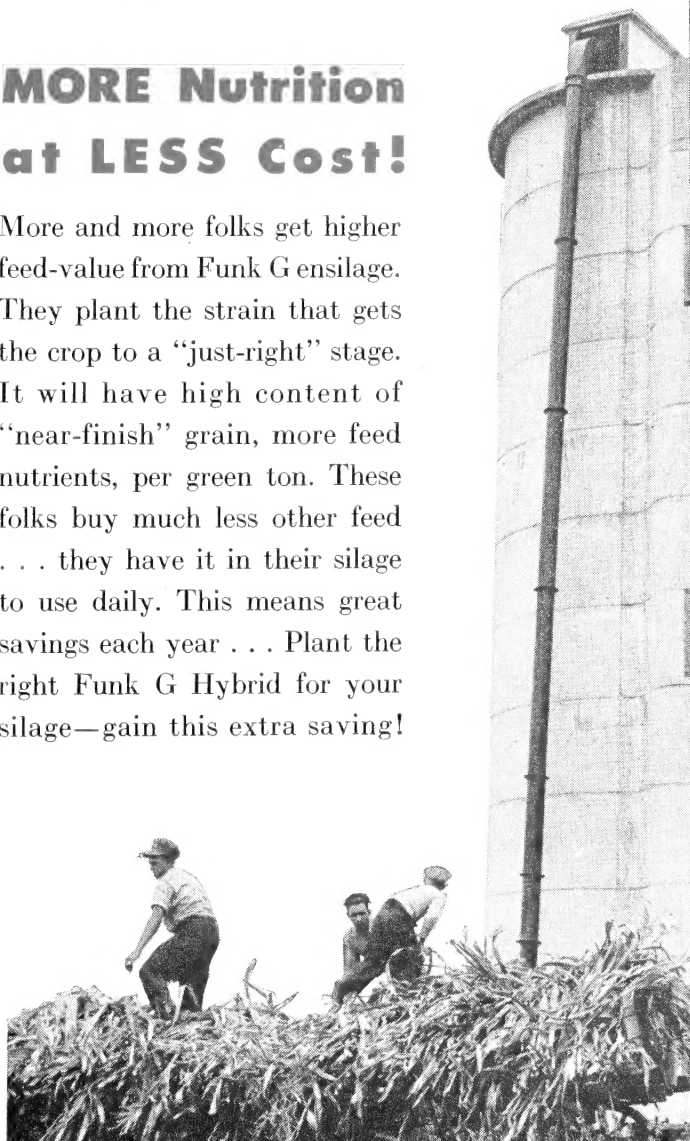 MORE Nutrition
at LESS Cost!
More and more folks get higher
feed-value from Funk G ensilage.
They plant the strain that gets
the crop to a “just-right” stage.
It will have high content of
“near-finish” grain, more feed
nutrients, per green ton. These
folks buy much less other feed
. . . they have it in their silage
to use daily. This means great
savings each year . . . Plant the
right Funk G Hybrid for your
silage—gain this extra saving!